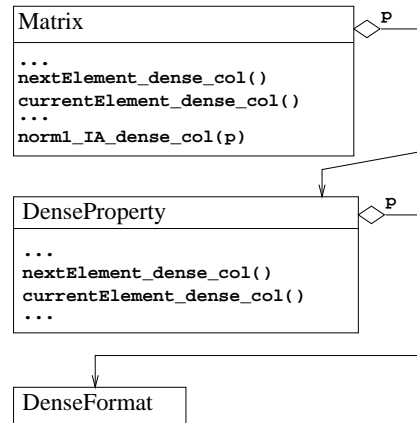 Matrix
p
...
nextElement_dense_col()
currentElement_dense_col()
...
norm1_IA_dense_col(p)
DenseProperty
p
...
nextElement_dense_col()
currentElement_dense_col()
...
DenseFormat